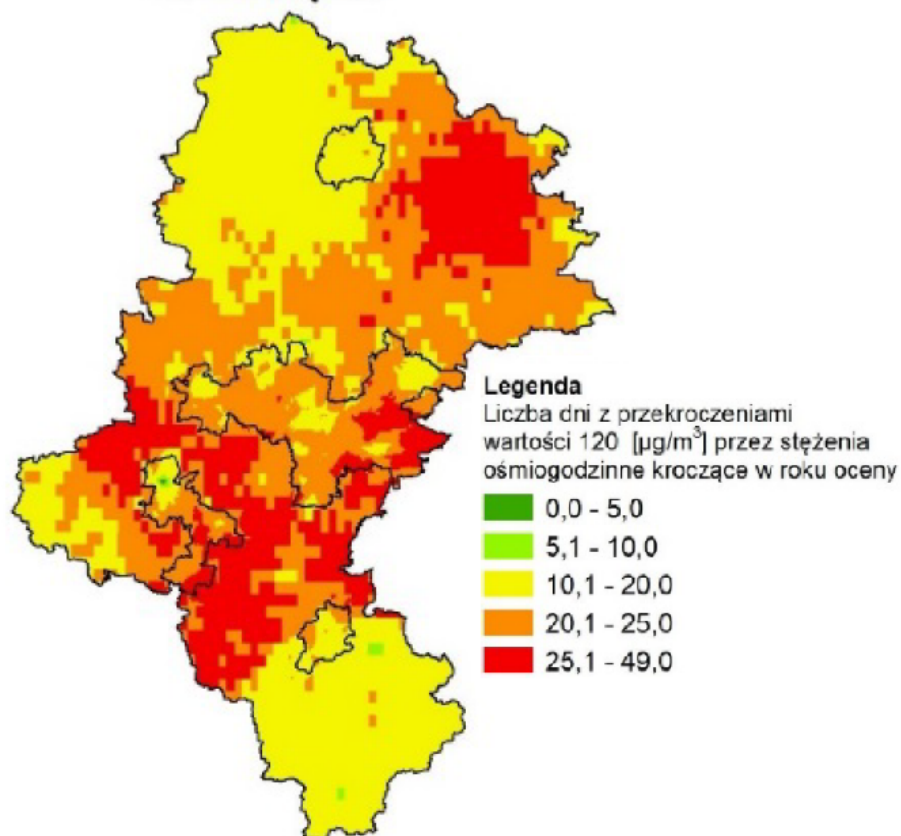 Legenda
Liczba dni z przekroczeniami
wartości 120 [µg/m³] przez stężenia
ośmiogodzinne kroczące w roku oceny
0,0 - 5,0
5,1 - 10,0
10,1 - 20,0
20,1 - 25,0
25,1 - 49,0